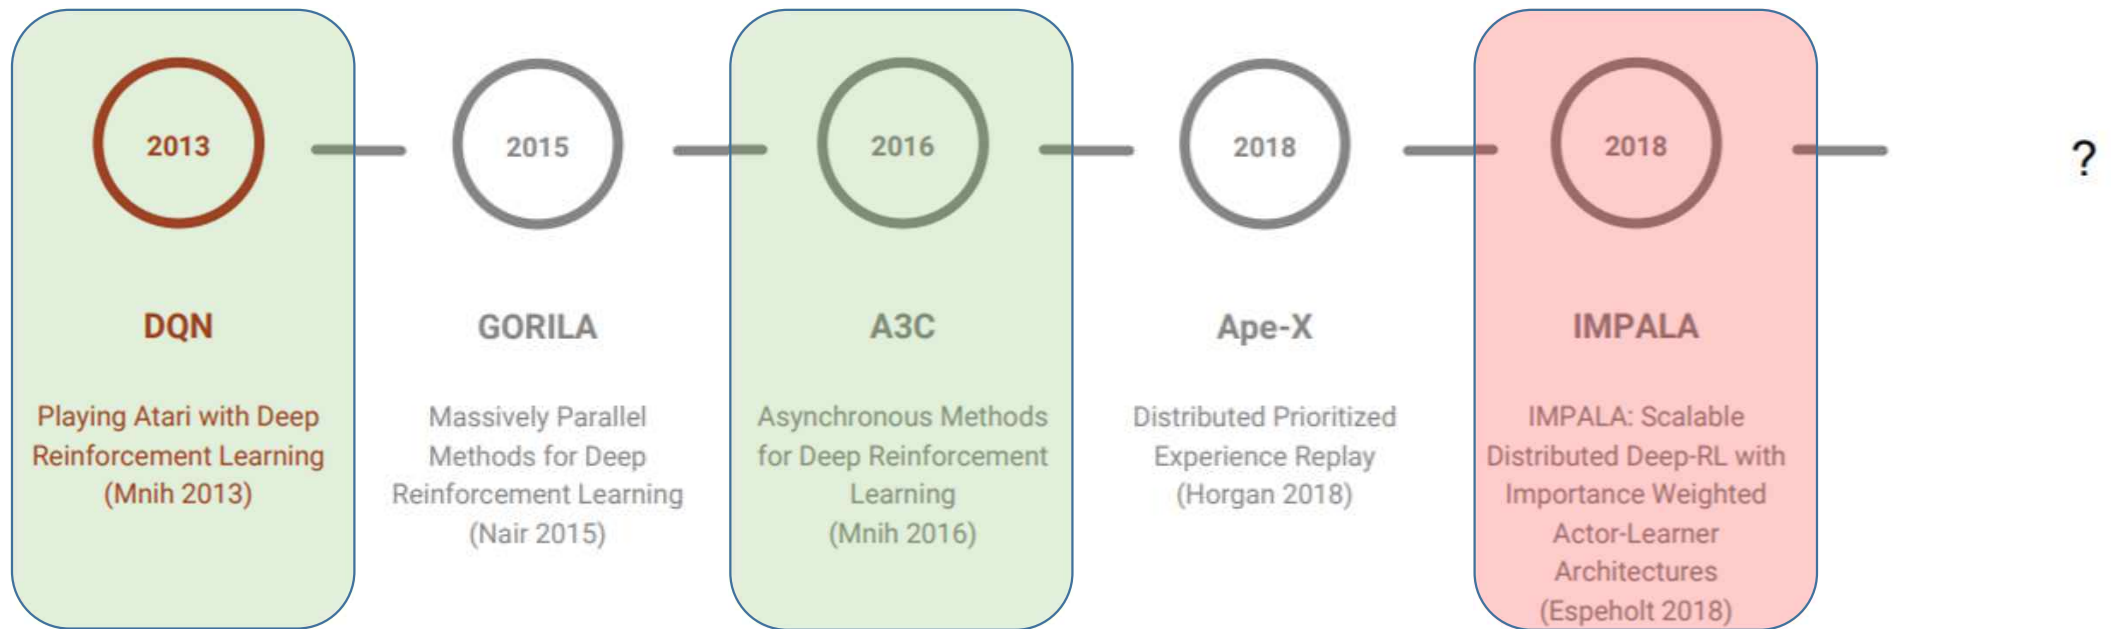 2013
2015
2016
2018
2018
?
DQN
GORILA
A3C
Ape-X
IMPALA
Playing Atari with Deep
Reinforcement Learning
(Mnih 2013)
Massively Parallel
Methods for Deep
Reinforcement Learning
(Nair 2015)
Asynchronous Methods
for Deep Reinforcement
Learning
(Mnih 2016)
Distributed Prioritized
Experience Replay
(Horgan 2018)
IMPALA: Scalable
Distributed Deep-RL with
Importance Weighted
Actor-Learner
Architectures
(Espeholt 2018)